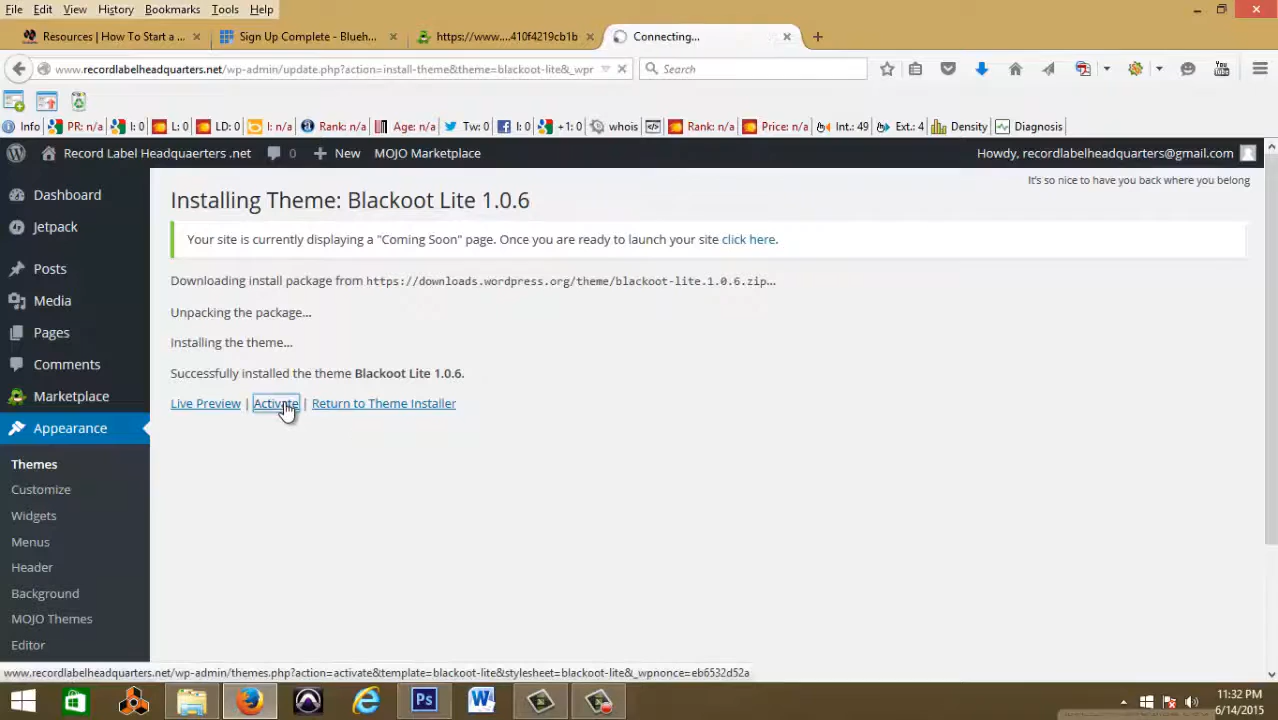 File Edit View History Bookmarks Tools Help
Resources | How To Start a ... × Sign Up Complete - Blueh... × https://www....410f4219cb1b × Connecting... × +
www.recordlabelheadquarters.net/wp-admin/update.php?action=install-theme&theme=blackoot-lite&_wpr Search
Info PR: n/a I: 0 L: 0 LD: 0 I: n/a Rank: n/a Age: n/a Tw: 0 I: 0 +1: 0 whois Rank: n/a Price: n/a Int.: 49 Ext.: 4 Density Diagnosis
Record Label Headquarters .net 0 + New MOJO Marketplace Howdy, recordlabelheadquarters@gmail.com
It's so nice to have you back where you belong
Dashboard
Jetpack
Posts
Media
Pages
Comments
Marketplace
Appearance
Themes
Customize
Widgets
Menus
Header
Background
MOJO Themes
Editor
Installing Theme: Blackoot Lite 1.0.6
Your site is currently displaying a "Coming Soon" page. Once you are ready to launch your site click here.
Downloading install package from https://downloads.wordpress.org/theme/blackoot-lite.1.0.6.zip…
Unpacking the package…
Installing the theme…
Successfully installed the theme Blackoot Lite 1.0.6.
Live Preview | Activate | Return to Theme Installer
www.recordlabelheadquarters.net/wp-admin/themes.php?action=activate&template=blackoot-lite&stylesheet=blackoot-lite&_wpnonce=eb6532d52a
11:32 PM
6/14/2015